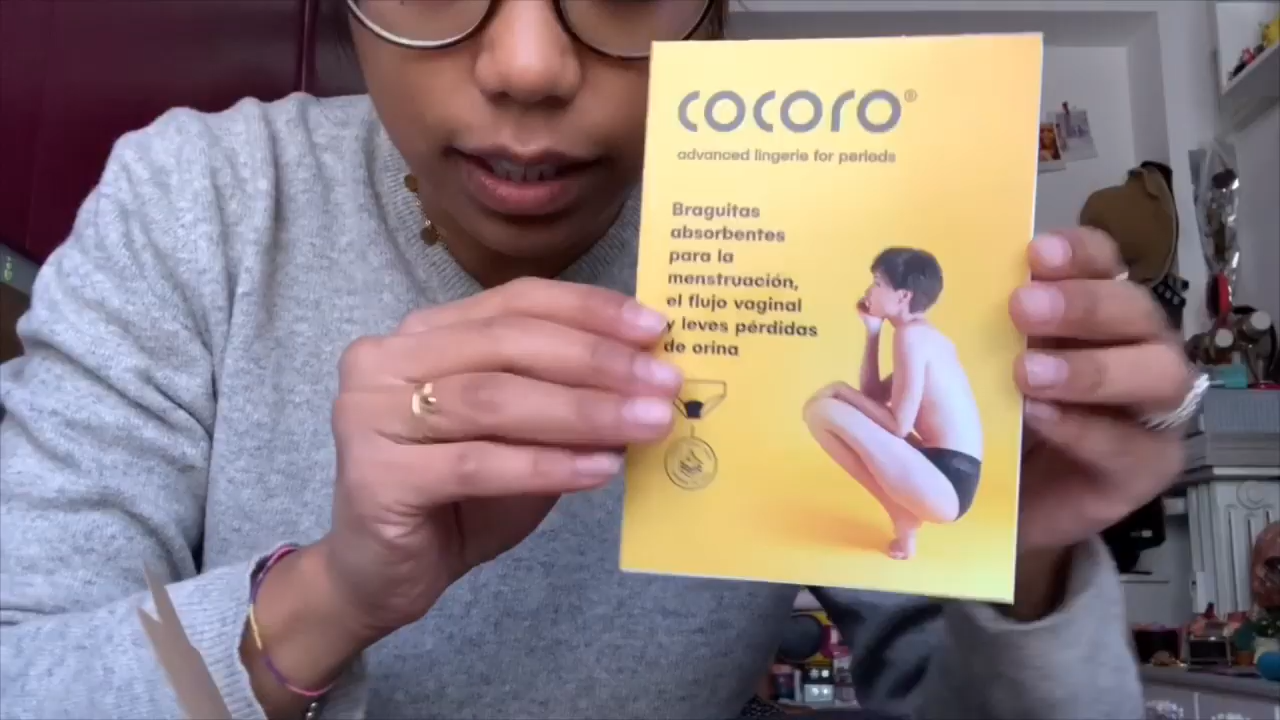 cocoro®
advanced lingerie for periods
Braguitas
absorbentes
para la
menstruación,
el flujo vaginal
y leves pérdidas
de orina